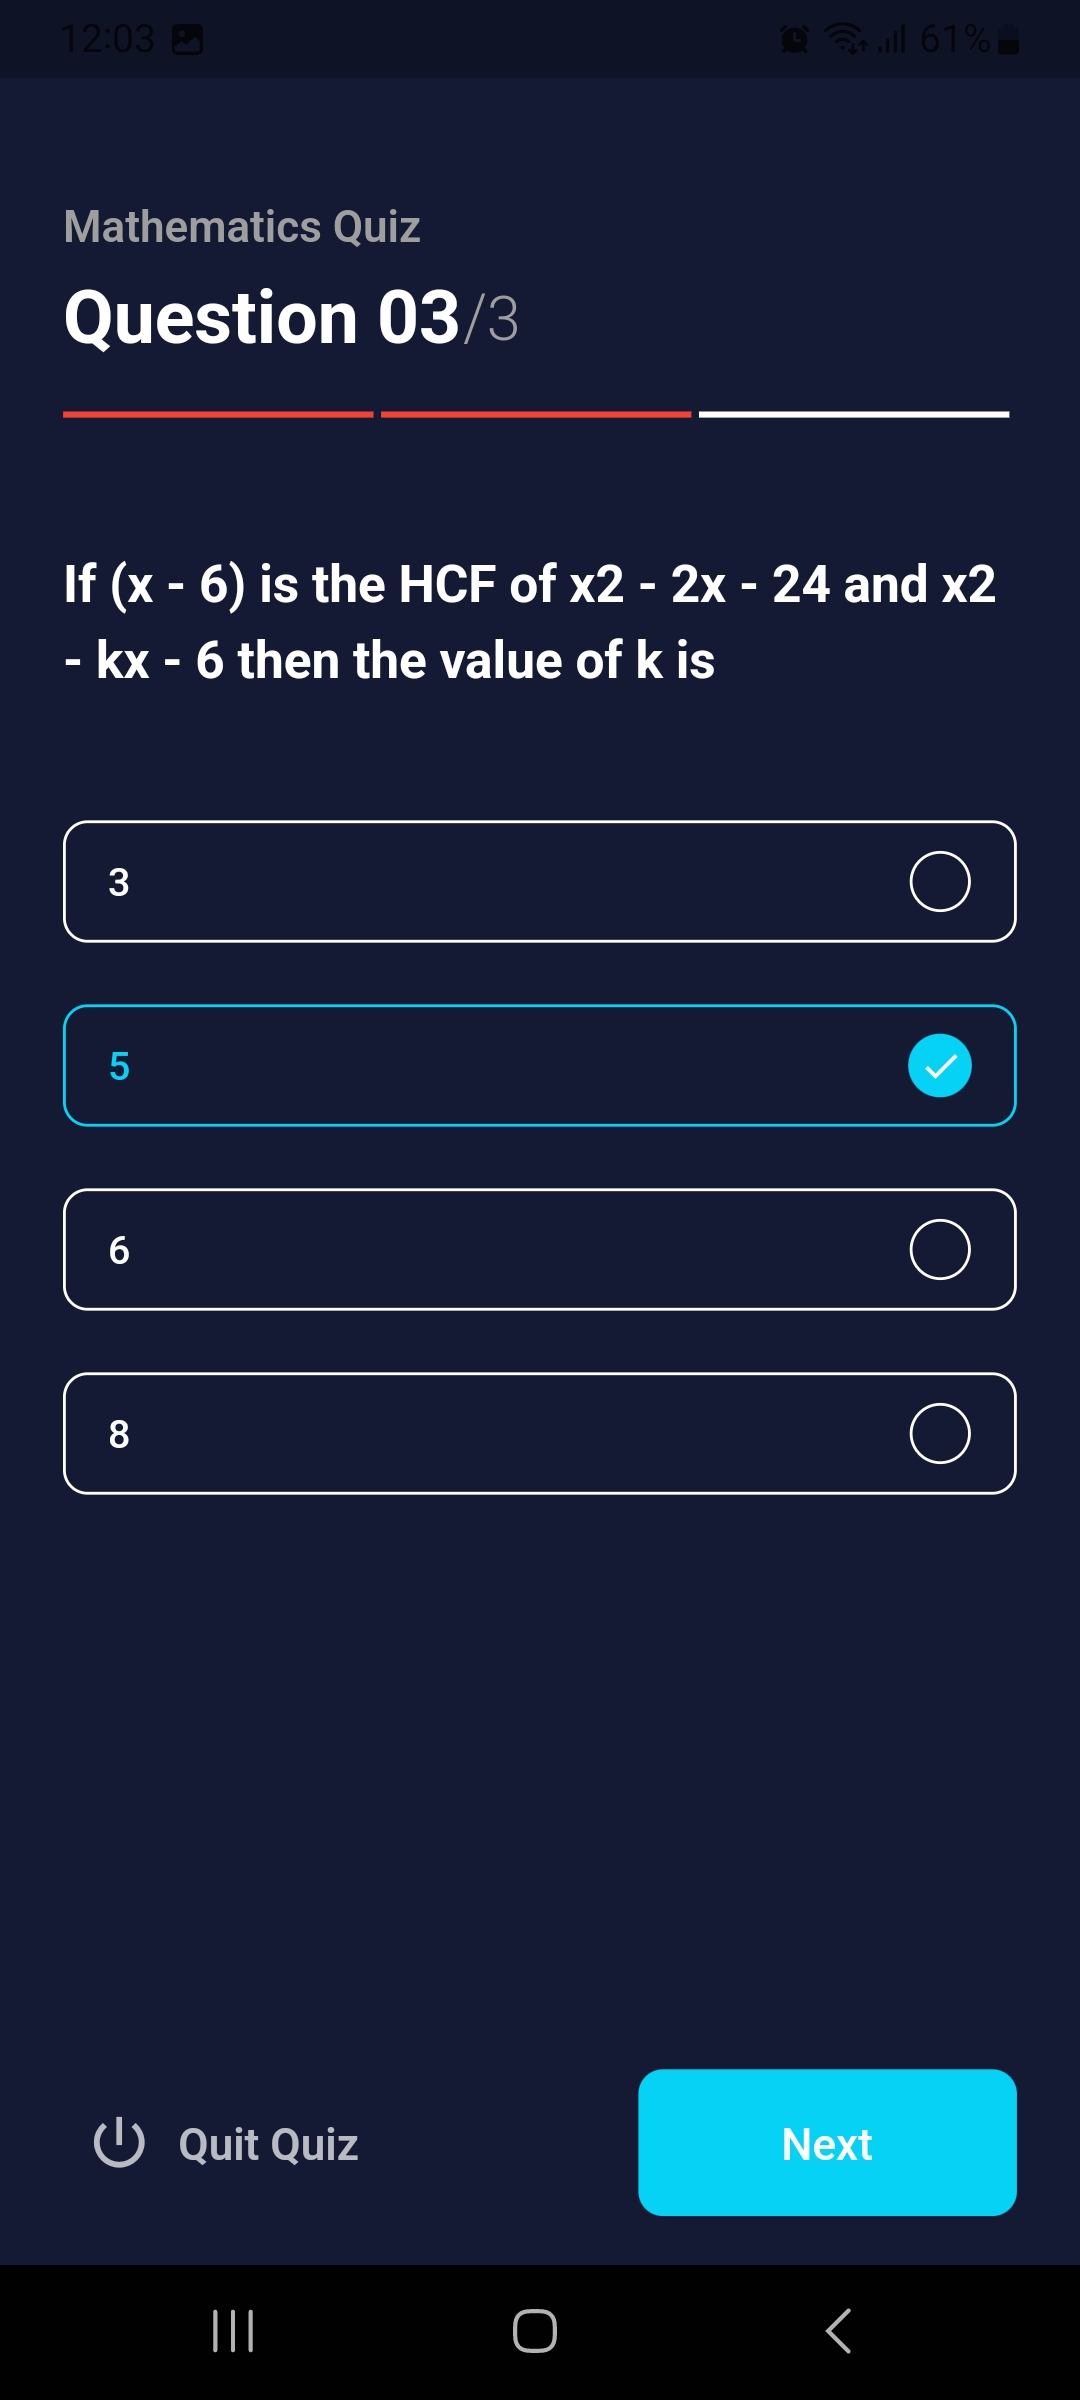 12:03 61%
Mathematics Quiz
Question 03/3
If (x - 6) is the HCF of x2 - 2x - 24 and x2
- kx - 6 then the value of k is
3
5
6
8
Quit Quiz Next